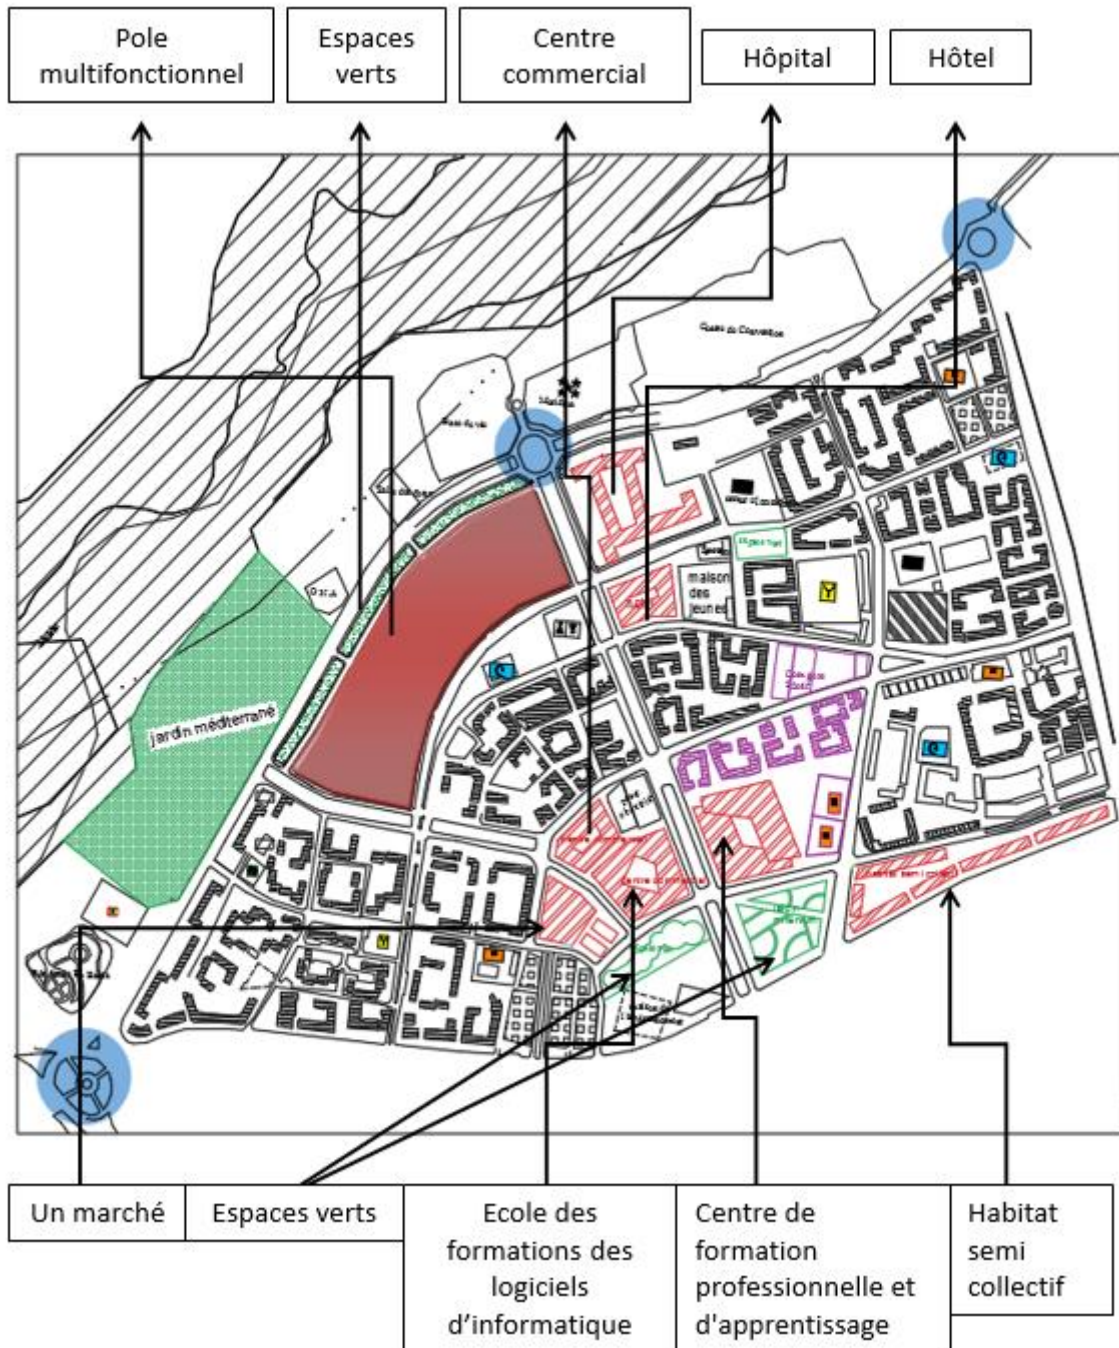 Pole
multifonctionnel
Espaces
verts
Centre
commercial
Hôpital
Hôtel
maison
des
jeunes
jardin méditerrané
Un marché
Espaces verts
Ecole des
formations des
logiciels
d’informatique
Centre de
formation
professionnelle et
d'apprentissage
Habitat
semi
collectif